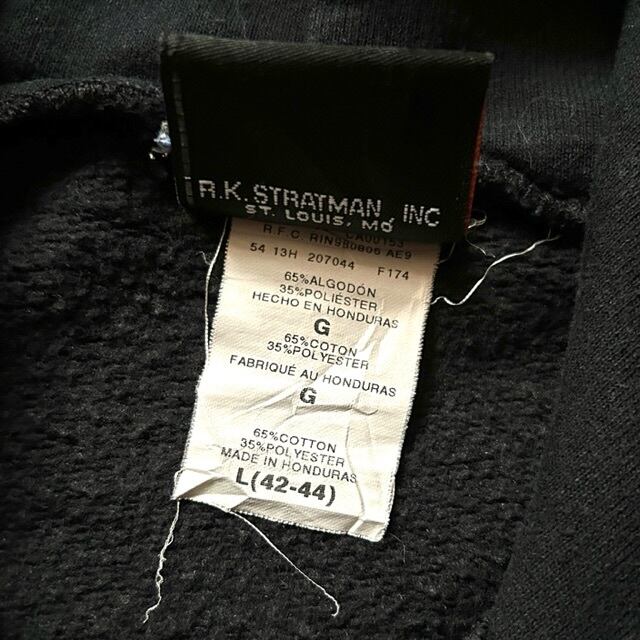 R.K. STRATMAN, INC
ST. LOUIS, MO
CA00153
R.F.C. RIN980806 AE9
54 13H 207044 F174
65%ALGODÓN
35%POLIÉSTER
HECHO EN HONDURAS
G
65%COTON
35%POLYESTER
FABRIQUÉ AU HONDURAS
G
65%COTTON
35%POLYESTER
MADE IN HONDURAS
L(42-44)